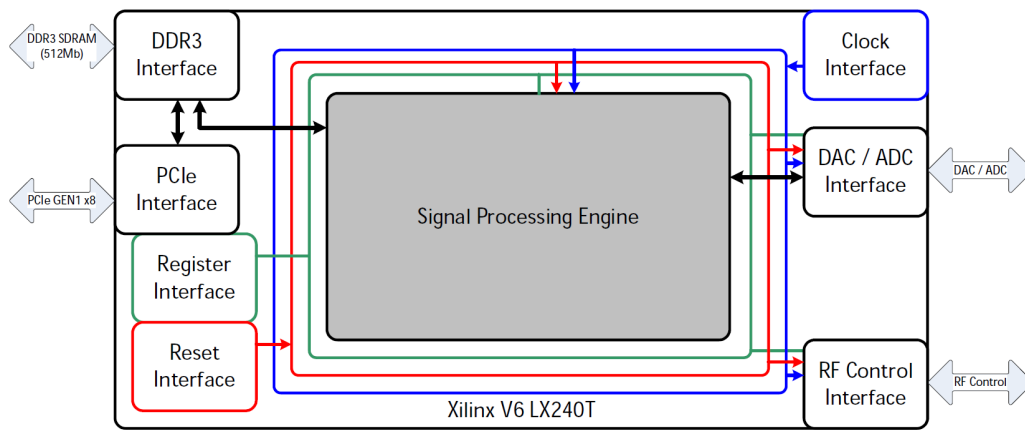 DDR3 SDRAM
(512Mb)
DDR3
Interface
Clock
Interface
PCIe GEN1 x8
PCIe
Interface
Signal Processing Engine
DAC / ADC
Interface
DAC / ADC
Register
Interface
Reset
Interface
RF Control
Interface
RF Control
Xilinx V6 LX240T